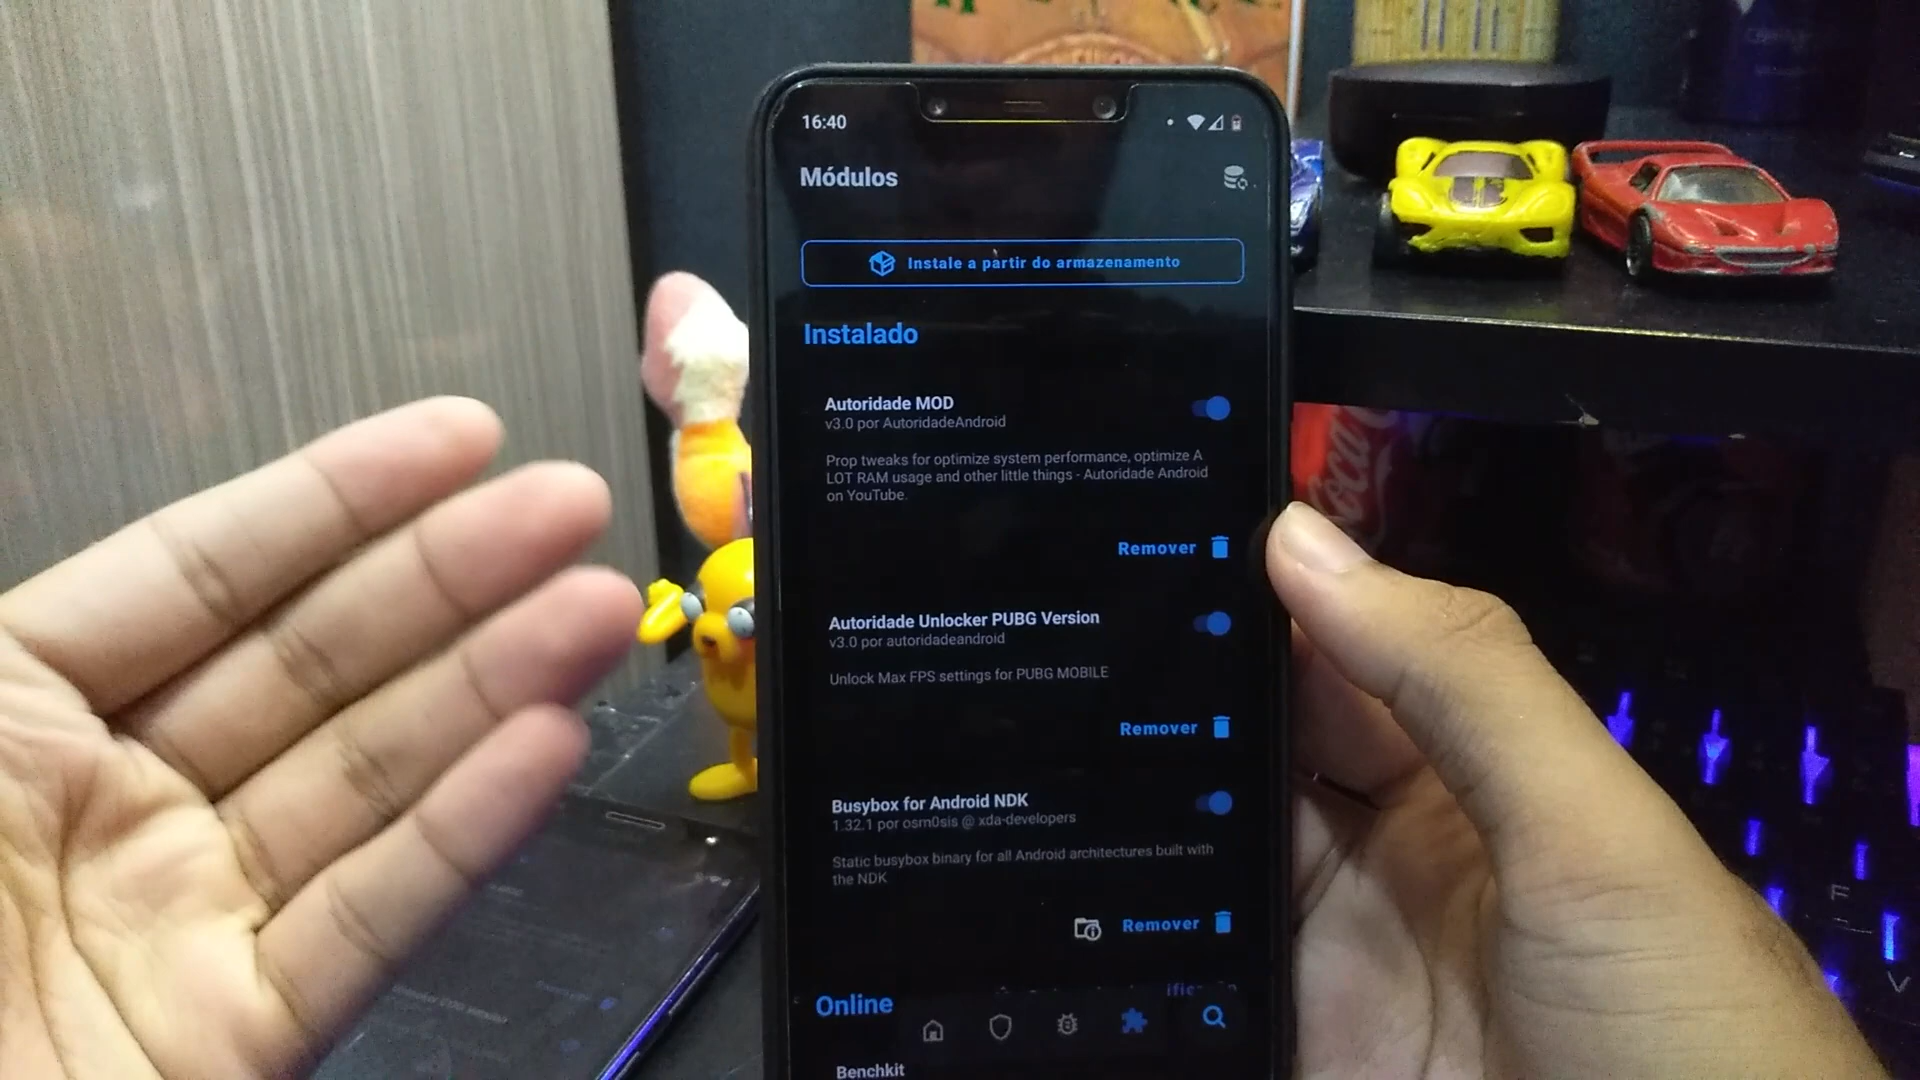 16:40
Módulos
Instale a partir do armazenamento
Instalado
Autoridade MOD
v3.0 por AutoridadeAndroid
Prop tweaks for optimize system performance, optimize A
LOT RAM usage and other little things - Autoridade Android
on YouTube.
Remover
Autoridade Unlocker PUBG Version
v3.0 por autoridadeandroid
Unlock Max FPS settings for PUBG MOBILE
Remover
Busybox for Android NDK
1.32.1 por osm0sis @ xda-developers
Static busybox binary for all Android architectures built with
the NDK
Remover
Online
Benchkit
F
V